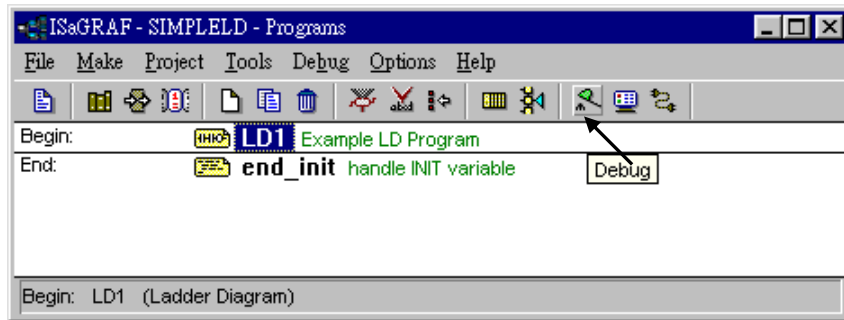 ISaGRAF - SIMPLELD - Programs
File Make Project Tools Debug Options Help
Begin: LD1 Example LD Program
End: end_init handle INIT variable
Debug
Begin: LD1 (Ladder Diagram)